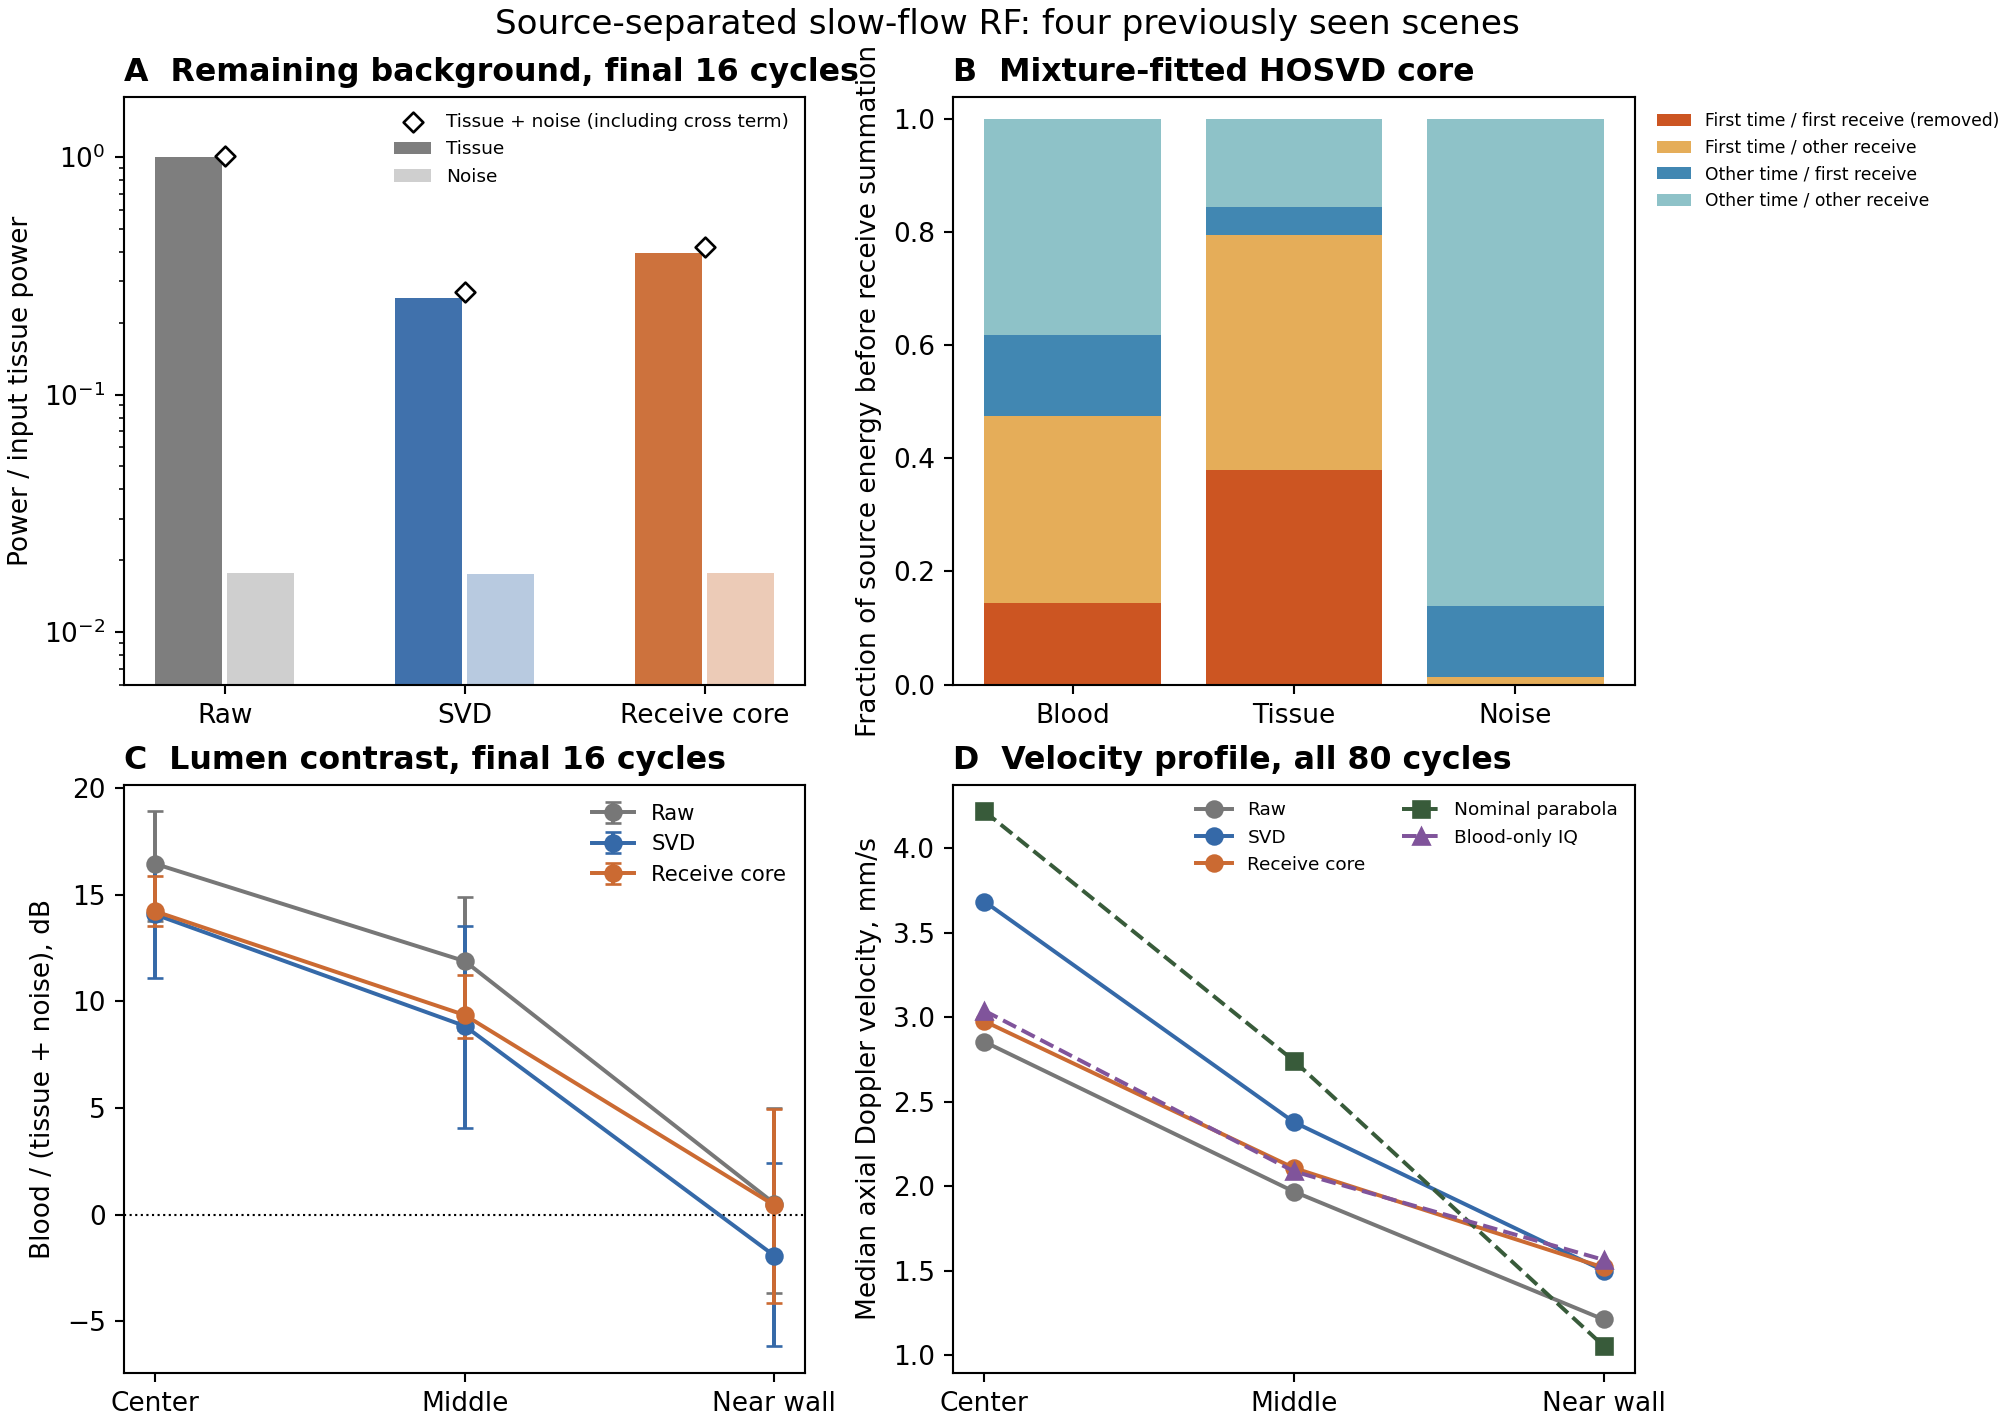 Source-separated slow-flow RF: four previously seen scenes
A Remaining background, final 16 cycles
Power / input tissue power
10⁰
10⁻¹
10⁻²
Tissue + noise (including cross term)
Tissue
Noise
Raw
SVD
Receive core
B Mixture-fitted HOSVD core
Fraction of source energy before receive summation
1.0
0.8
0.6
0.4
0.2
0.0
Blood
Tissue
Noise
First time / first receive (removed)
First time / other receive
Other time / first receive
Other time / other receive
C Lumen contrast, final 16 cycles
Blood / (tissue + noise), dB
20
15
10
5
0
−5
Raw
SVD
Receive core
Center
Middle
Near wall
D Velocity profile, all 80 cycles
Median axial Doppler velocity, mm/s
4.0
3.5
3.0
2.5
2.0
1.5
1.0
Raw
SVD
Receive core
Nominal parabola
Blood-only IQ
Center
Middle
Near wall